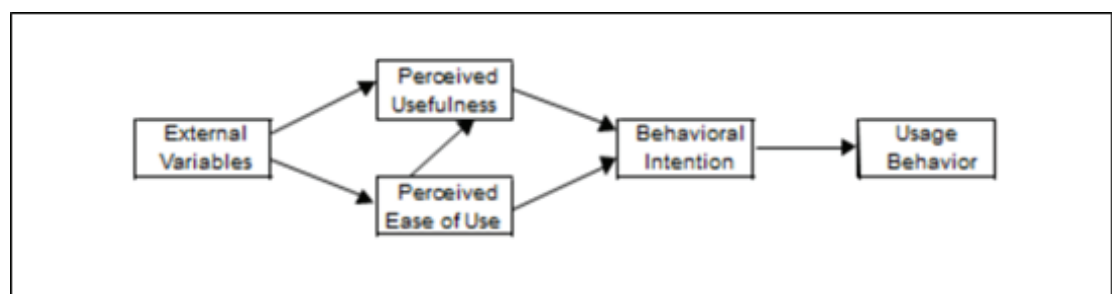 External
Variables
Perceived
Usefulness
Perceived
Ease of Use
Behavioral
Intention
Usage
Behavior